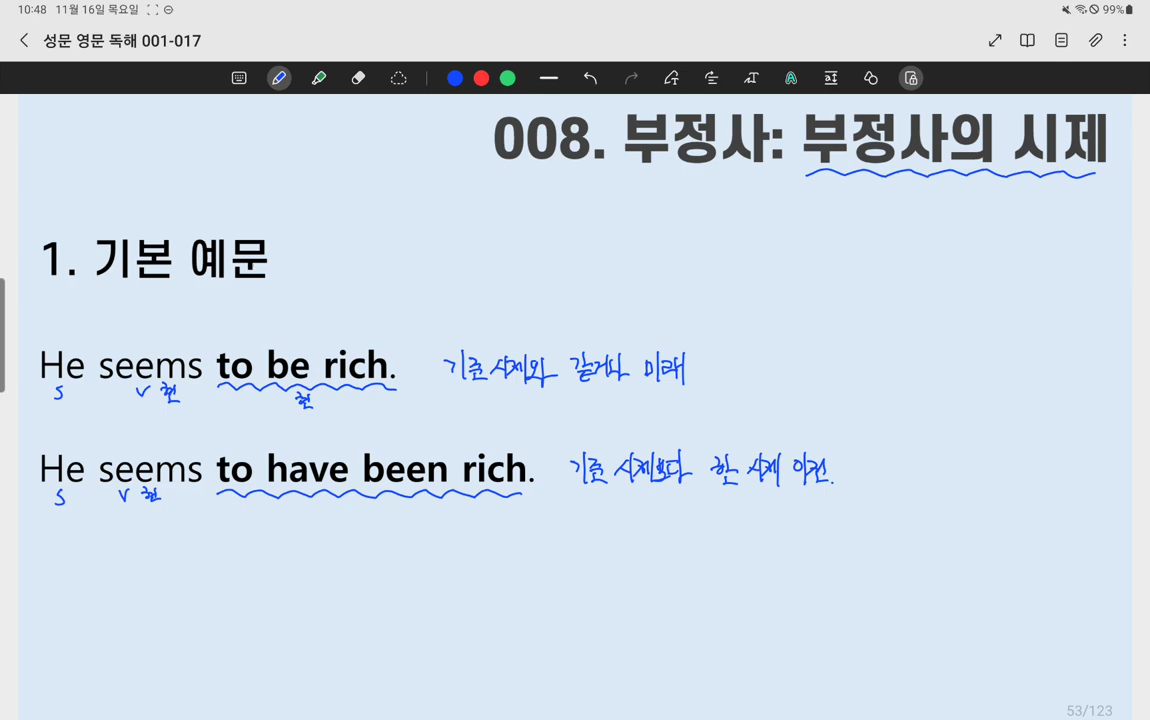 10:48 11월 16일 목요일 99%
성문 영문 독해 001-017
008. 부정사: 부정사의 시제
1. 기본 예문
He seems to be rich. 기준 시제와 같거나 미래
S V 현 현
He seems to have been rich. 기준 시제보다 한 시제 이전.
S V 현
53/123